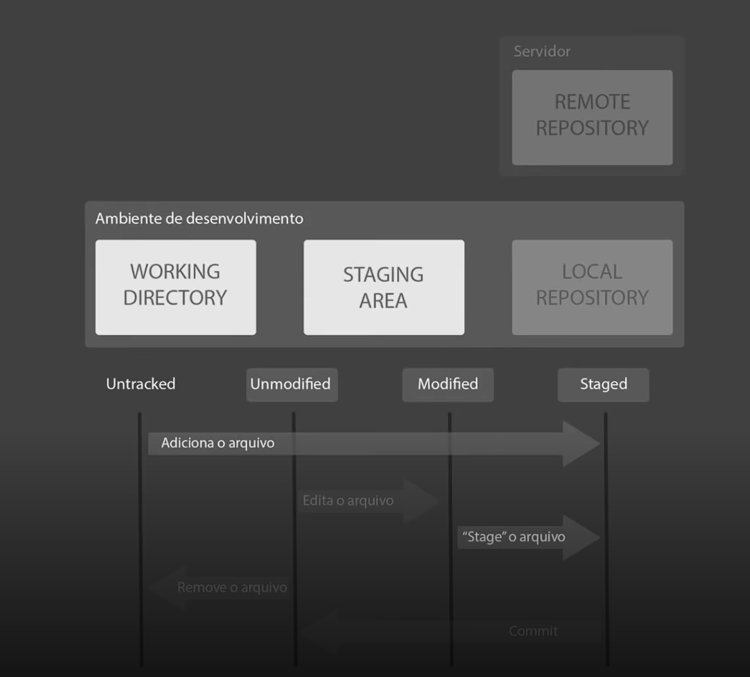 Servidor
REMOTE
REPOSITORY
Ambiente de desenvolvimento
WORKING
DIRECTORY
STAGING
AREA
LOCAL
REPOSITORY
Untracked
Unmodified
Modified
Staged
Adiciona o arquivo
Edita o arquivo
“Stage” o arquivo
Remove o arquivo
Commit